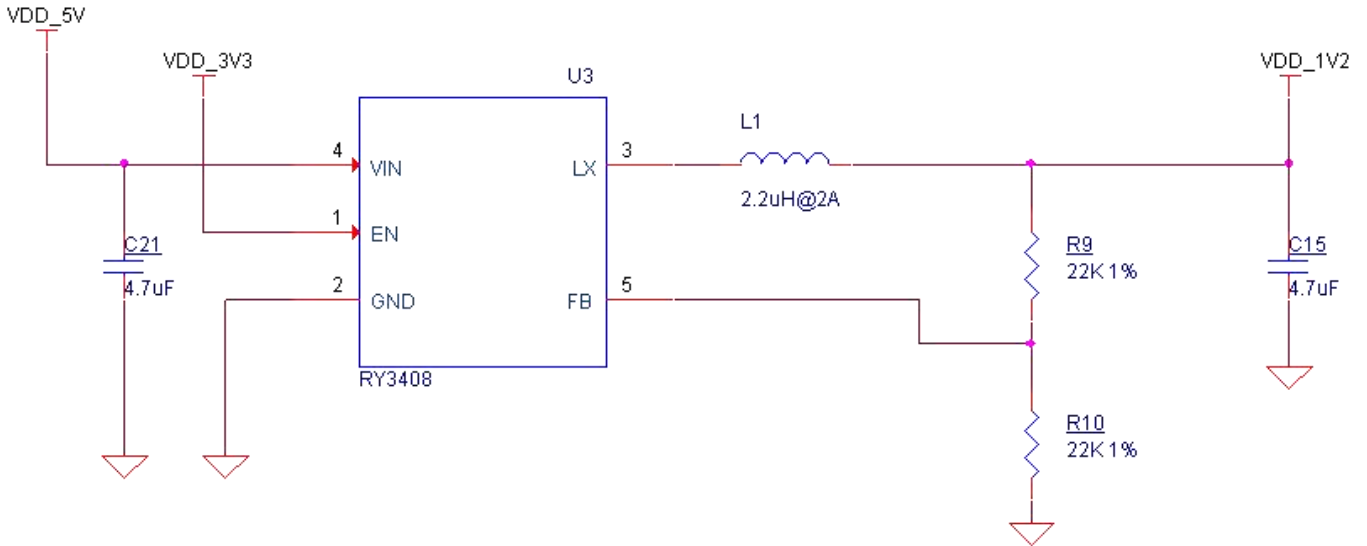 VDD_5V
VDD_3V3
VDD_1V2
U3
L1
4
VIN
LX
3
2.2uH@2A
1
EN
C21
4.7uF
R9
22K 1%
C15
4.7uF
2
GND
FB
5
RY3408
R10
22K 1%